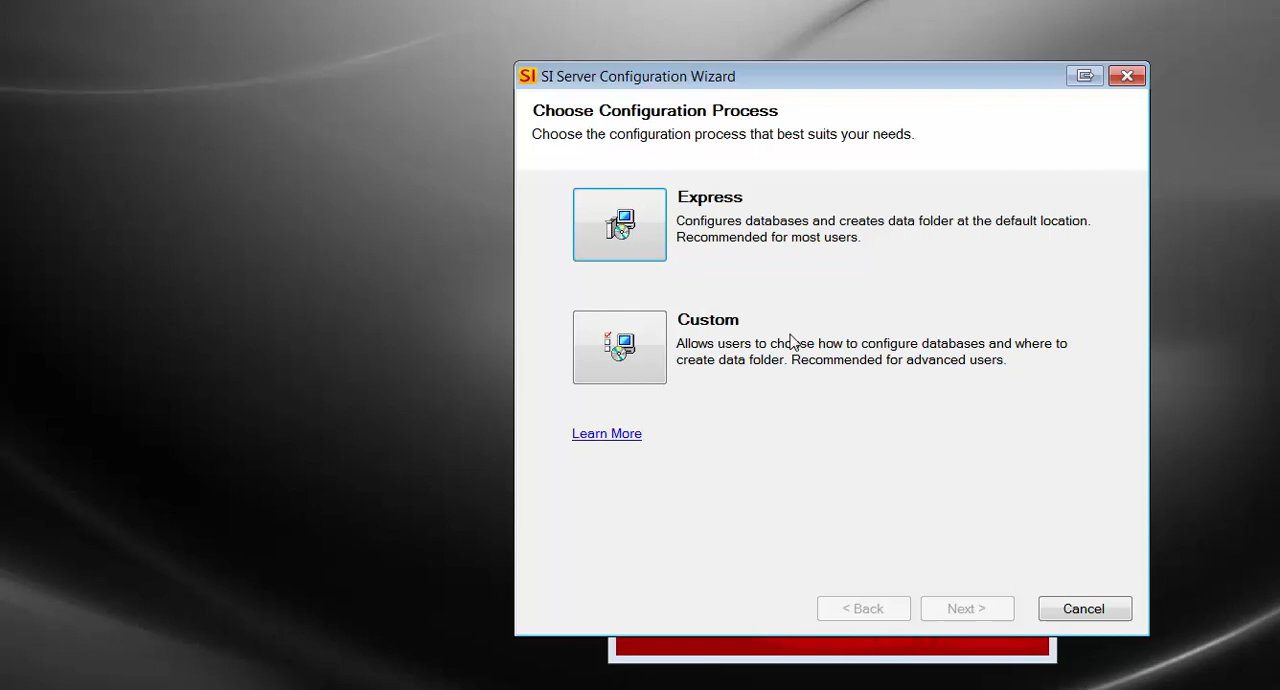 SI SI Server Configuration Wizard
Choose Configuration Process
Choose the configuration process that best suits your needs.
Express
Configures databases and creates data folder at the default location.
Recommended for most users.
Custom
Allows users to choose how to configure databases and where to
create data folder. Recommended for advanced users.
Learn More
< Back Next > Cancel